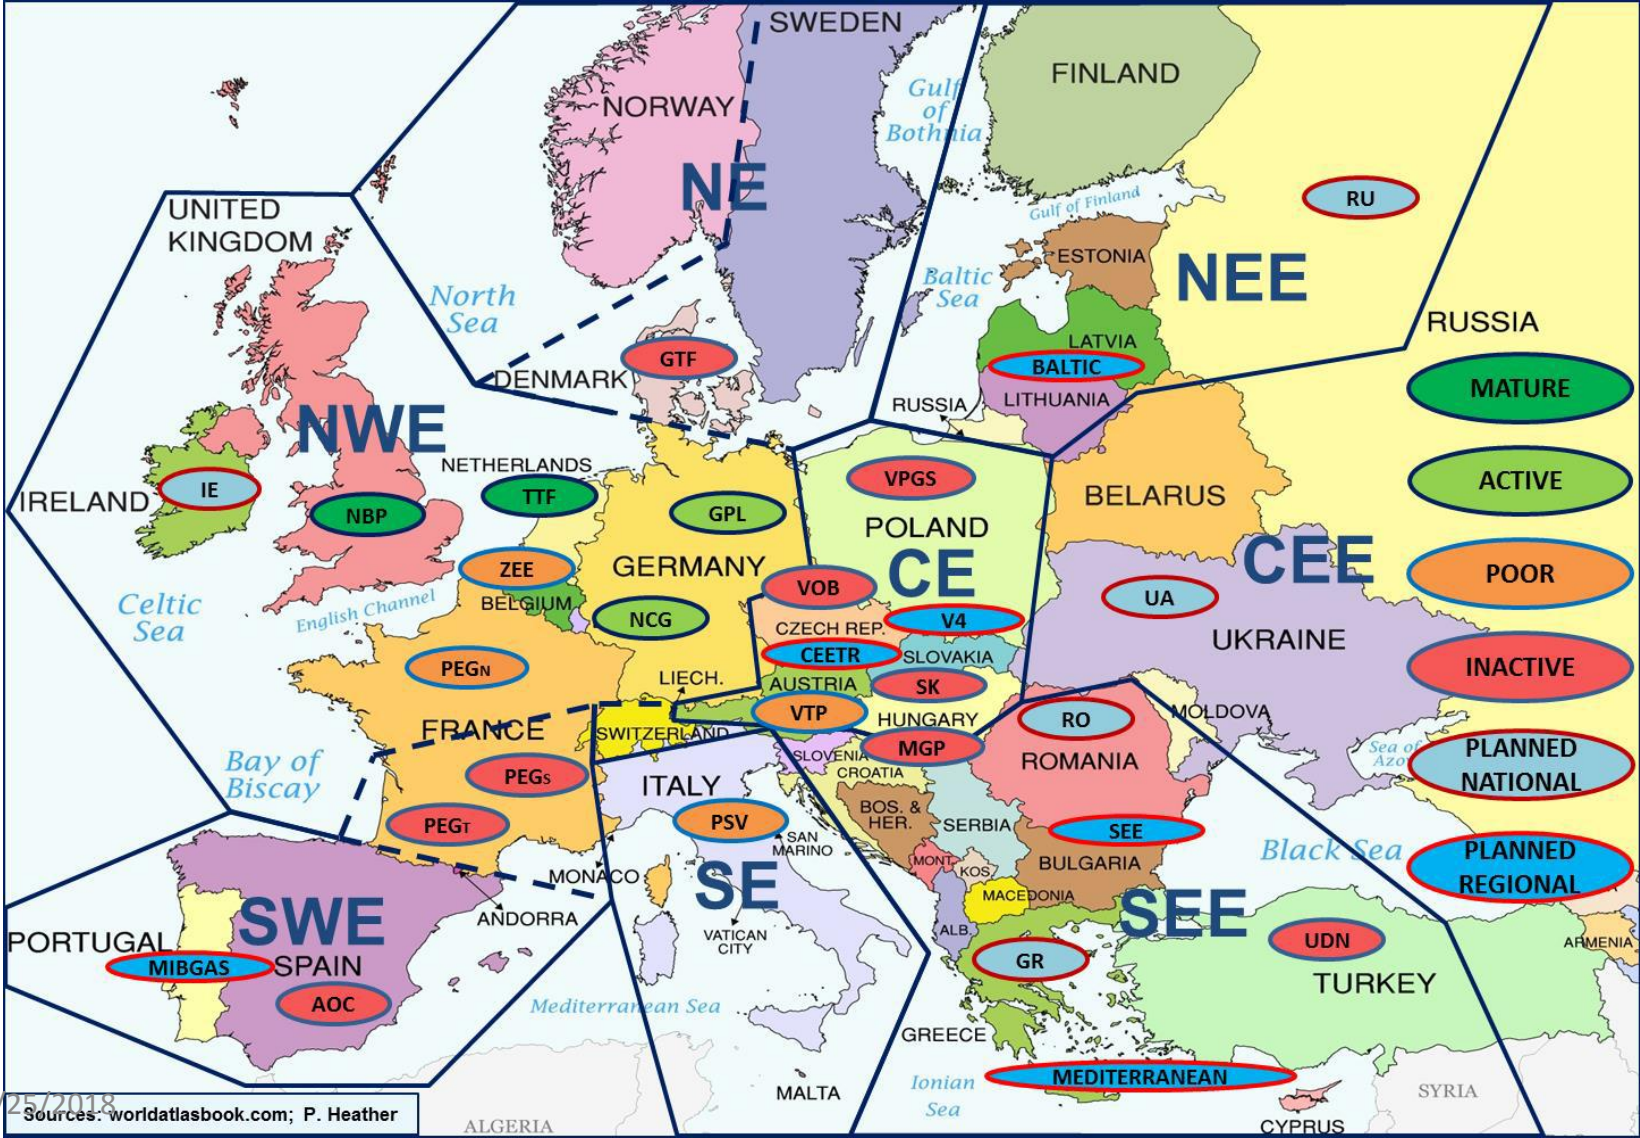 SWEDEN
FINLAND
NORWAY
Gulf
of
Bothnia
NE
RU
Gulf of Finland
UNITED
KINGDOM
ESTONIA
NEE
Baltic
Sea
North
Sea
RUSSIA
LATVIA
BALTIC
GTF
DENMARK
LITHUANIA
RUSSIA
MATURE
NWE
NETHERLANDS
VPGS
ACTIVE
IE
IRELAND
TTF
NBP
GPL
BELARUS
POLAND
GERMANY
CE
CEE
ZEE
POOR
VOB
UA
BELGIUM
English Channel
Celtic
Sea
NCG
V4
CZECH REP.
UKRAINE
CEETR
SLOVAKIA
PEGN
INACTIVE
LIECH.
AUSTRIA
SK
VTP
HUNGARY
RO
MOLDOVA
FRANCE
SWITZERLAND
MGP
Sea of
Azov
PLANNED
NATIONAL
SLOVENIA
CROATIA
ROMANIA
Bay of
Biscay
PEGS
ITALY
BOS. &
HER.
SERBIA
PEGT
PSV
SAN
MARINO
SEE
Black Sea
PLANNED
REGIONAL
MONT.
KOS.
BULGARIA
MONACO
SE
MACEDONIA
ANDORRA
SWE
SEE
ALB.
VATICAN
CITY
PORTUGAL
MIBGAS
SPAIN
UDN
ARMENIA
GR
TURKEY
AOC
Mediterranean Sea
GREECE
MEDITERRANEAN
Ionian
Sea
MALTA
SYRIA
CYPRUS
ALGERIA
/25/2018
Sources: worldatlasbook.com; P. Heather